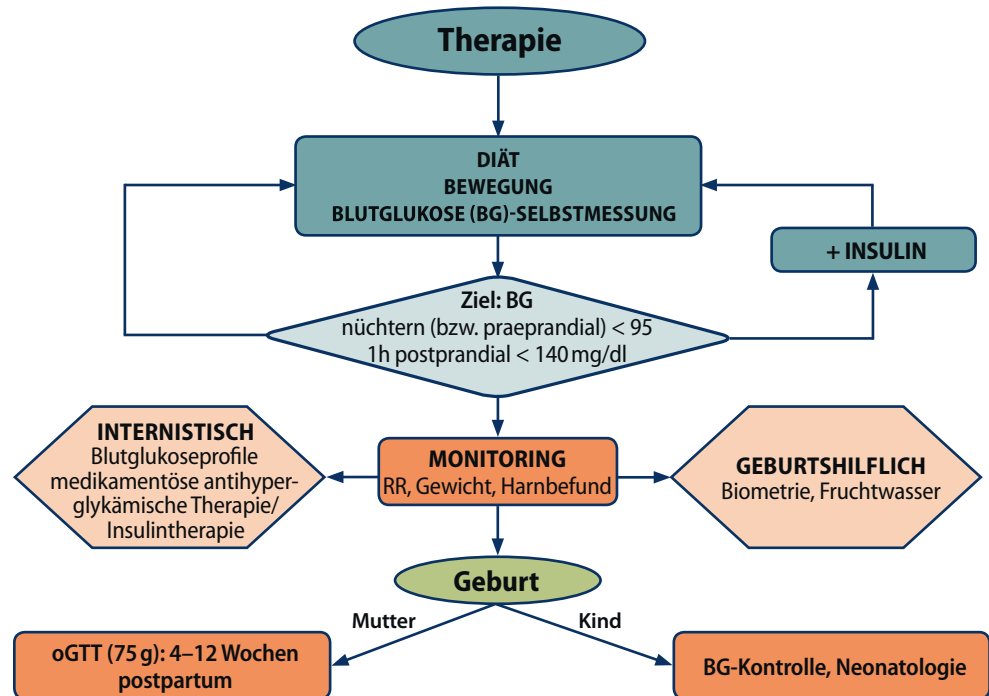 Therapie
DIÄT
BEWEGUNG
BLUTGLUKOSE (BG)-SELBSTMESSUNG
+ INSULIN
Ziel: BG
nüchtern (bzw. praeprandial) < 95
1h postprandial < 140 mg/dl
INTERNISTISCH
Blutglukoseprofile
medikamentöse antihyper-
glykämische Therapie/
Insulintherapie
MONITORING
RR, Gewicht, Harnbefund
GEBURTSHILFLICH
Biometrie, Fruchtwasser
Geburt
Mutter
Kind
oGTT (75 g): 4–12 Wochen
postpartum
BG-Kontrolle, Neonatologie